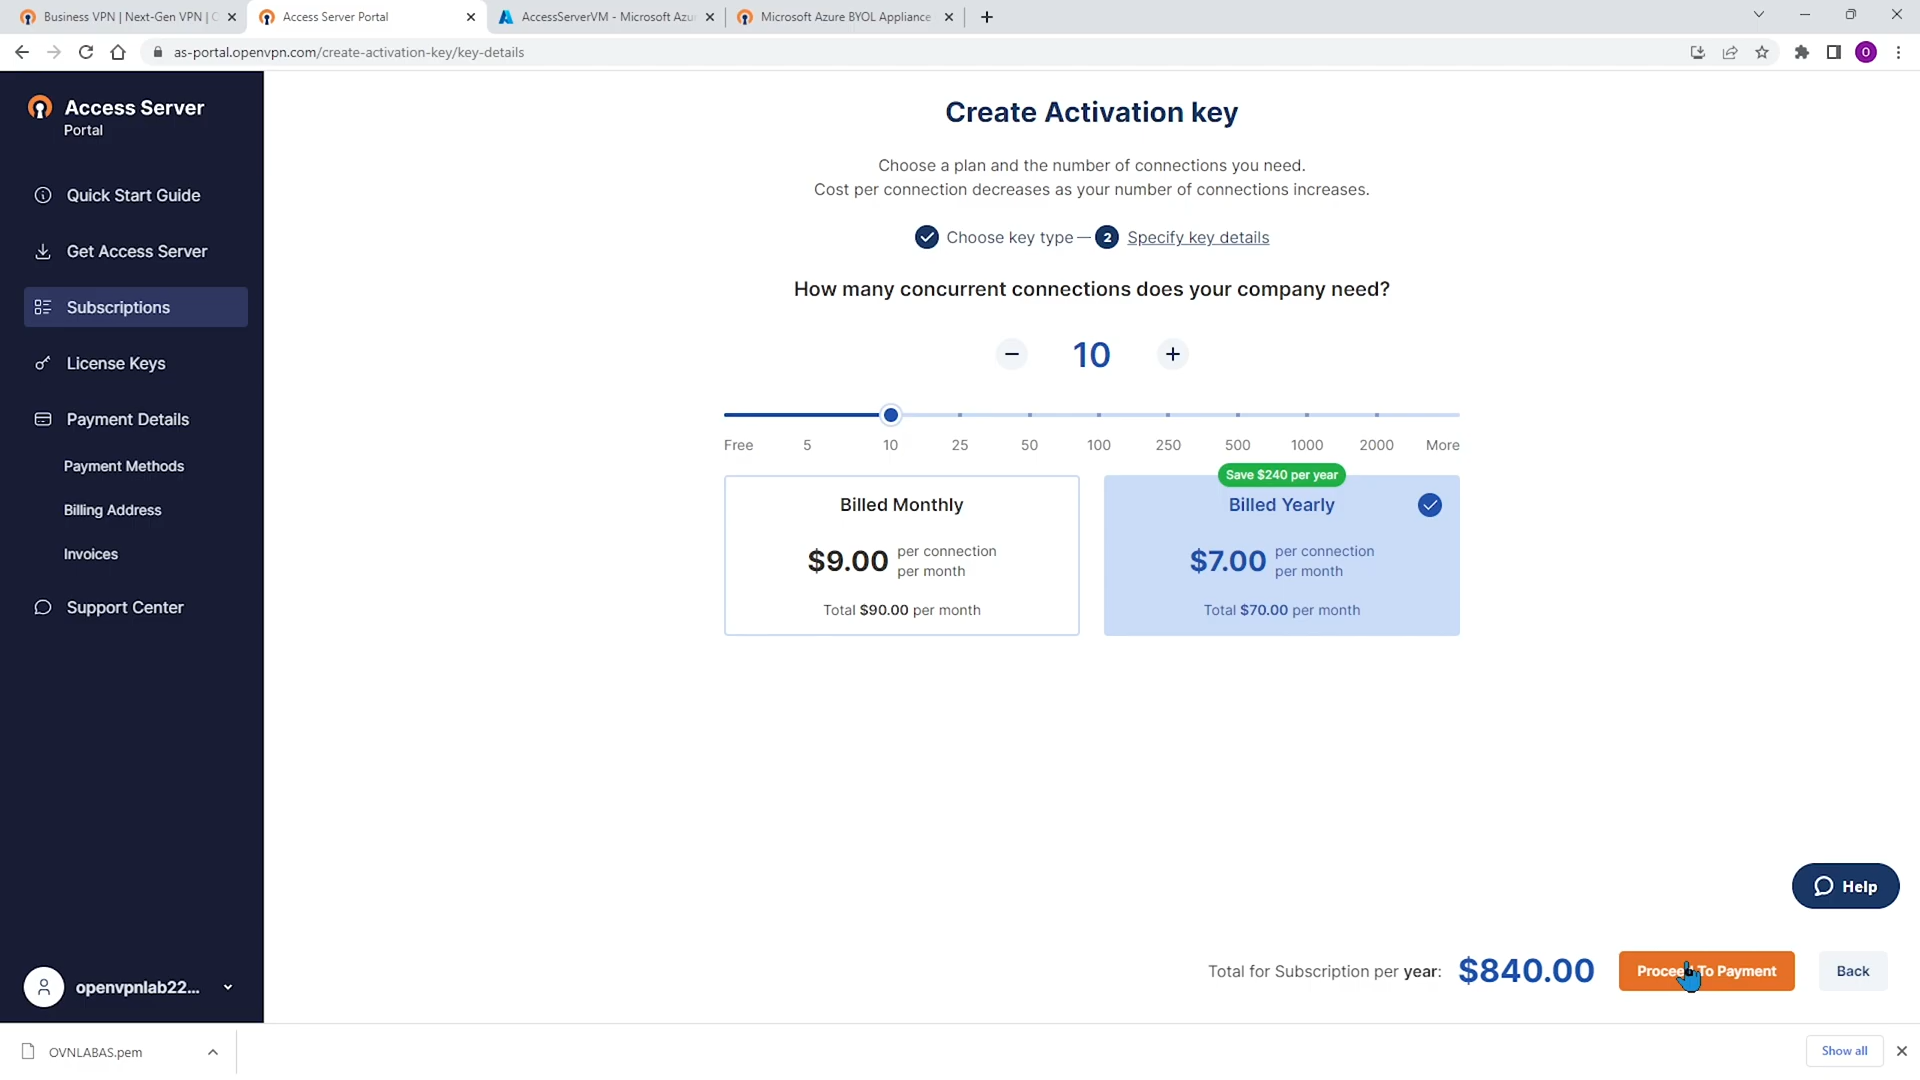 Business VPN | Next-Gen VPN |
Access Server Portal
AccessServerVM - Microsoft Azu
Microsoft Azure BYOL Appliance
as-portal.openvpn.com/create-activation-key/key-details
O
Access Server
Portal
Quick Start Guide
Get Access Server
Subscriptions
License Keys
Payment Details
Payment Methods
Billing Address
Invoices
Support Center
openvpnlab22...
Create Activation key
Choose a plan and the number of connections you need.
Cost per connection decreases as your number of connections increases.
Choose key type — 2 Specify key details
How many concurrent connections does your company need?
− 10 +
Free 5 10 25 50 100 250 500 1000 2000 More
Billed Monthly
$9.00 per connection
per month
Total $90.00 per month
Save $240 per year
Billed Yearly
$7.00 per connection
per month
Total $70.00 per month
Help
Total for Subscription per year: $840.00
Proceed To Payment
Back
OVNLABAS.pem
Show all